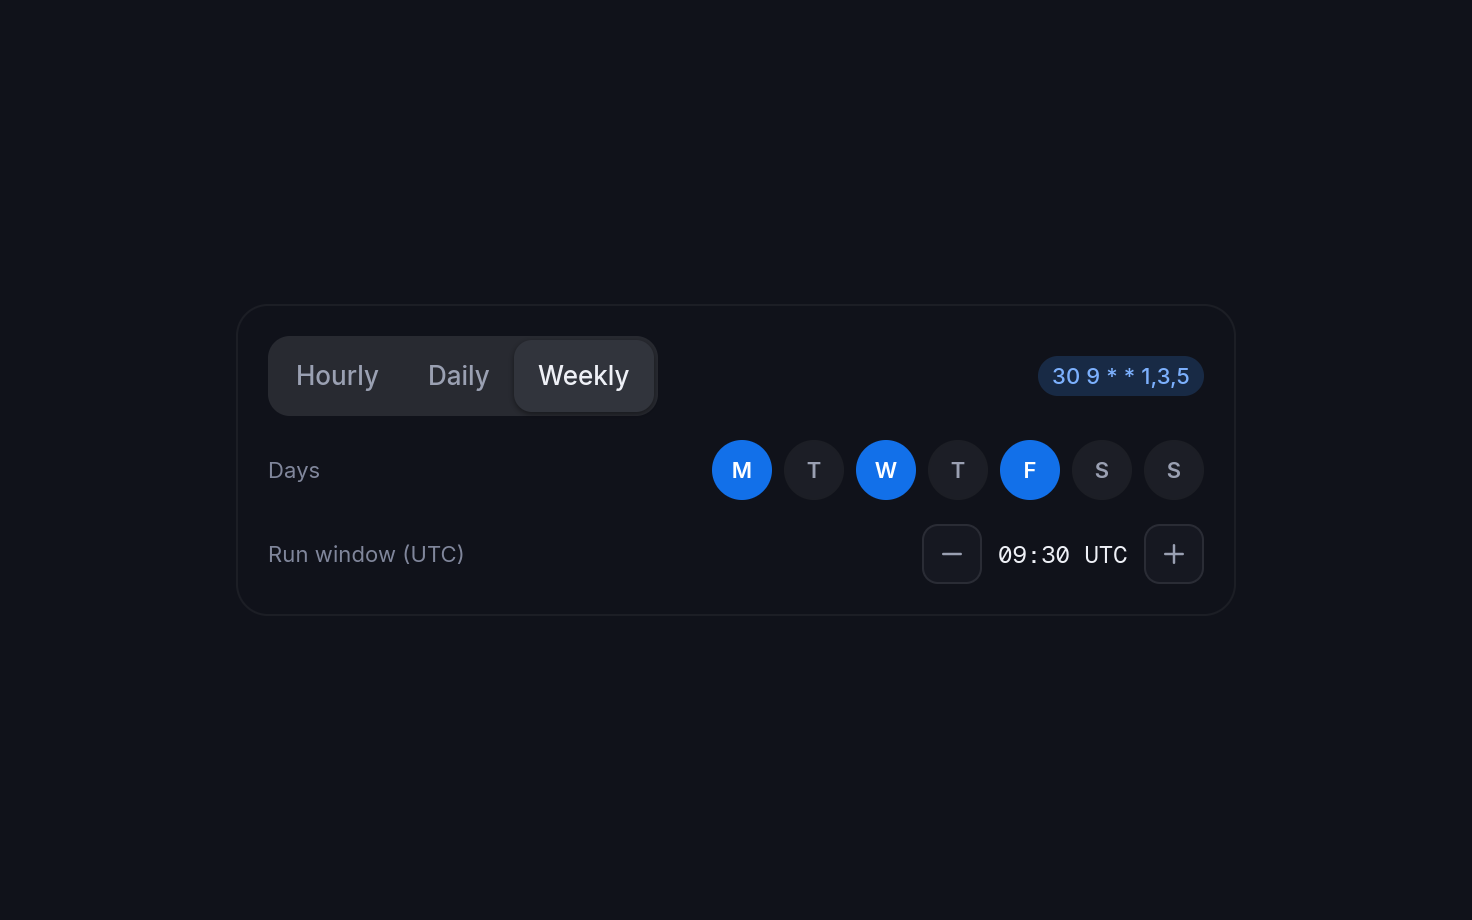 Hourly Daily Weekly 30 9 * * 1,3,5
Days M T W T F S S
Run window (UTC) − 09:30 UTC +